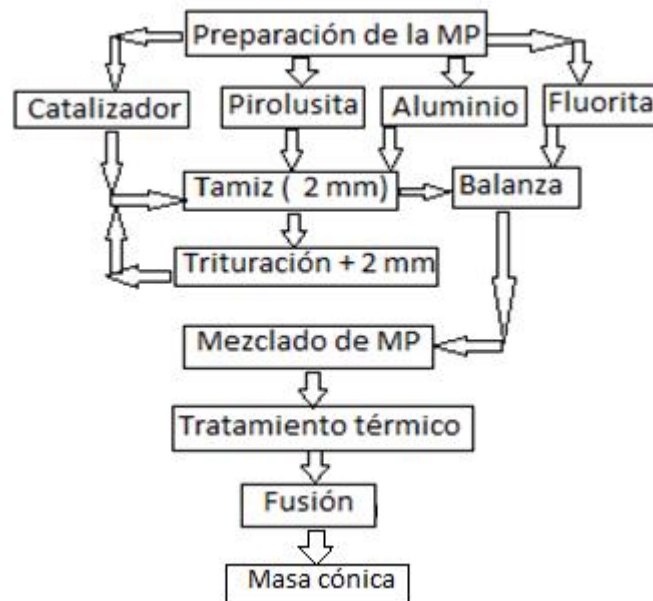 Preparación de la MP
Catalizador
Pirolusita
Aluminio
Fluorita
Tamiz ( 2 mm)
Balanza
Trituración + 2 mm
Mezclado de MP
Tratamiento térmico
Fusión
Masa cónica